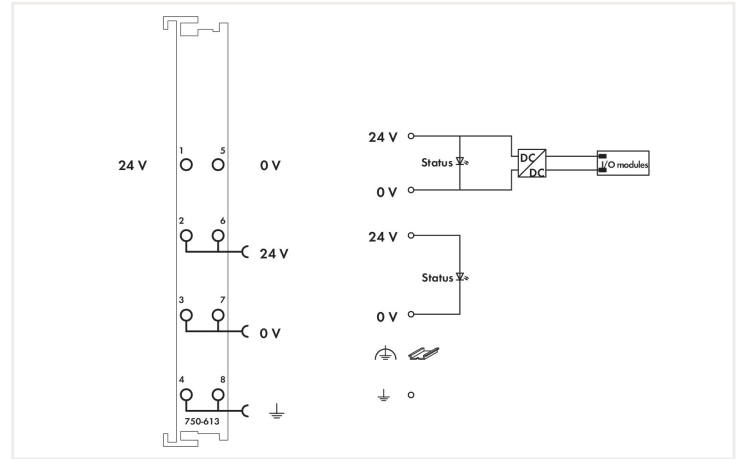 1 5
24 V 0 V
2 6
24 V
3 7
0 V
4 8
750-613
24 V
Status
0 V
DC
DC
I/O modules
24 V
Status
0 V